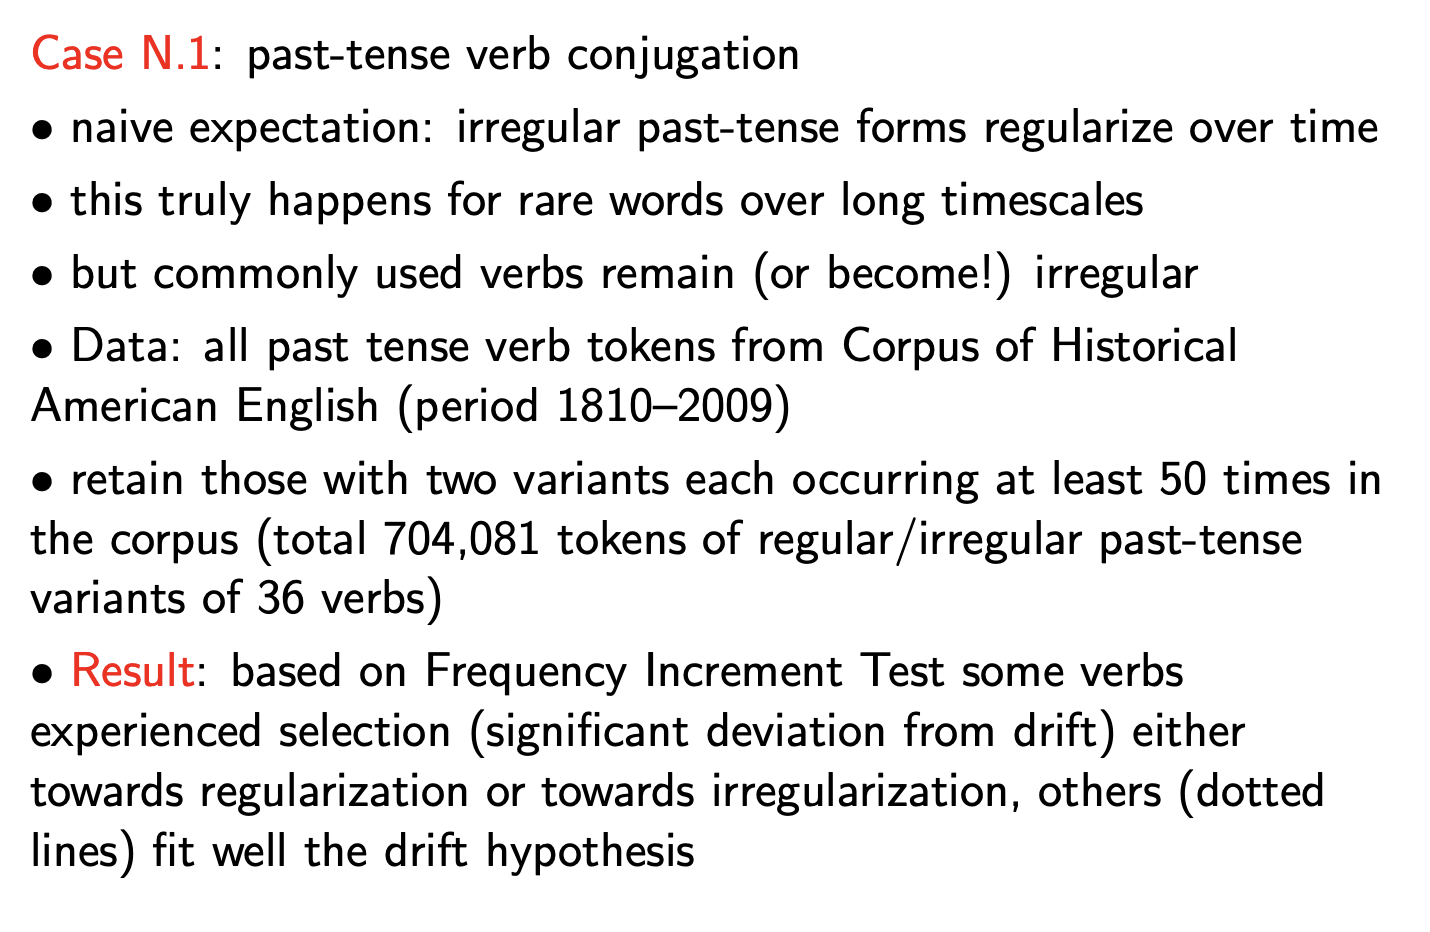 Case N.1: past-tense verb conjugation
• naive expectation: irregular past-tense forms regularize over time
• this truly happens for rare words over long timescales
• but commonly used verbs remain (or become!) irregular
• Data: all past tense verb tokens from Corpus of Historical
American English (period 1810–2009)
• retain those with two variants each occurring at least 50 times in
the corpus (total 704,081 tokens of regular/irregular past-tense
variants of 36 verbs)
• Result: based on Frequency Increment Test some verbs
experienced selection (significant deviation from drift) either
towards regularization or towards irregularization, others (dotted
lines) fit well the drift hypothesis